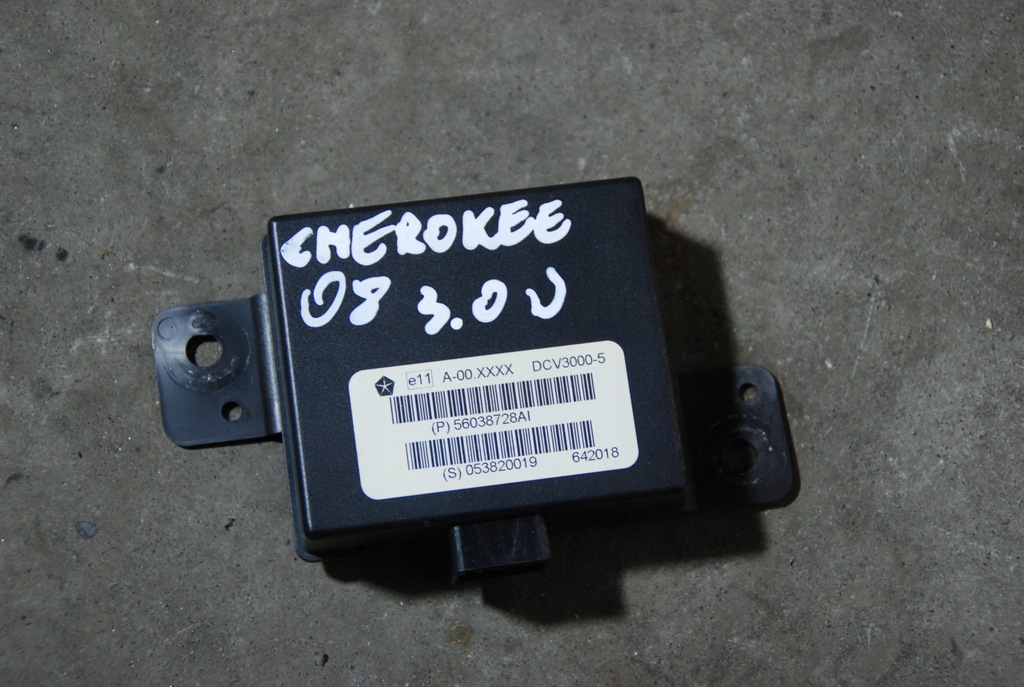 CHEROKEE
08 3.0 V
e11 A-00.XXXX DCV3000-5
(P) 56038728AI
(S) 053820019 642018